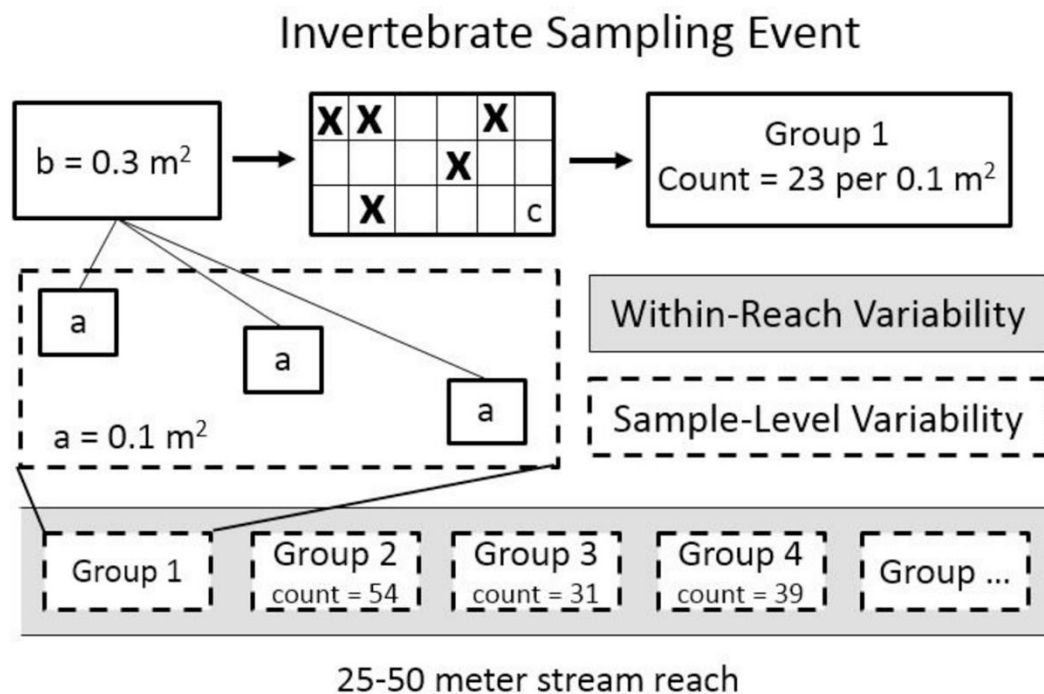 Invertebrate Sampling Event
b = 0.3 m²
X X X
X
X c
Group 1
Count = 23 per 0.1 m²
a
a
a
a = 0.1 m²
Within-Reach Variability
Sample-Level Variability
Group 1
Group 2
count = 54
Group 3
count = 31
Group 4
count = 39
Group ...
25-50 meter stream reach